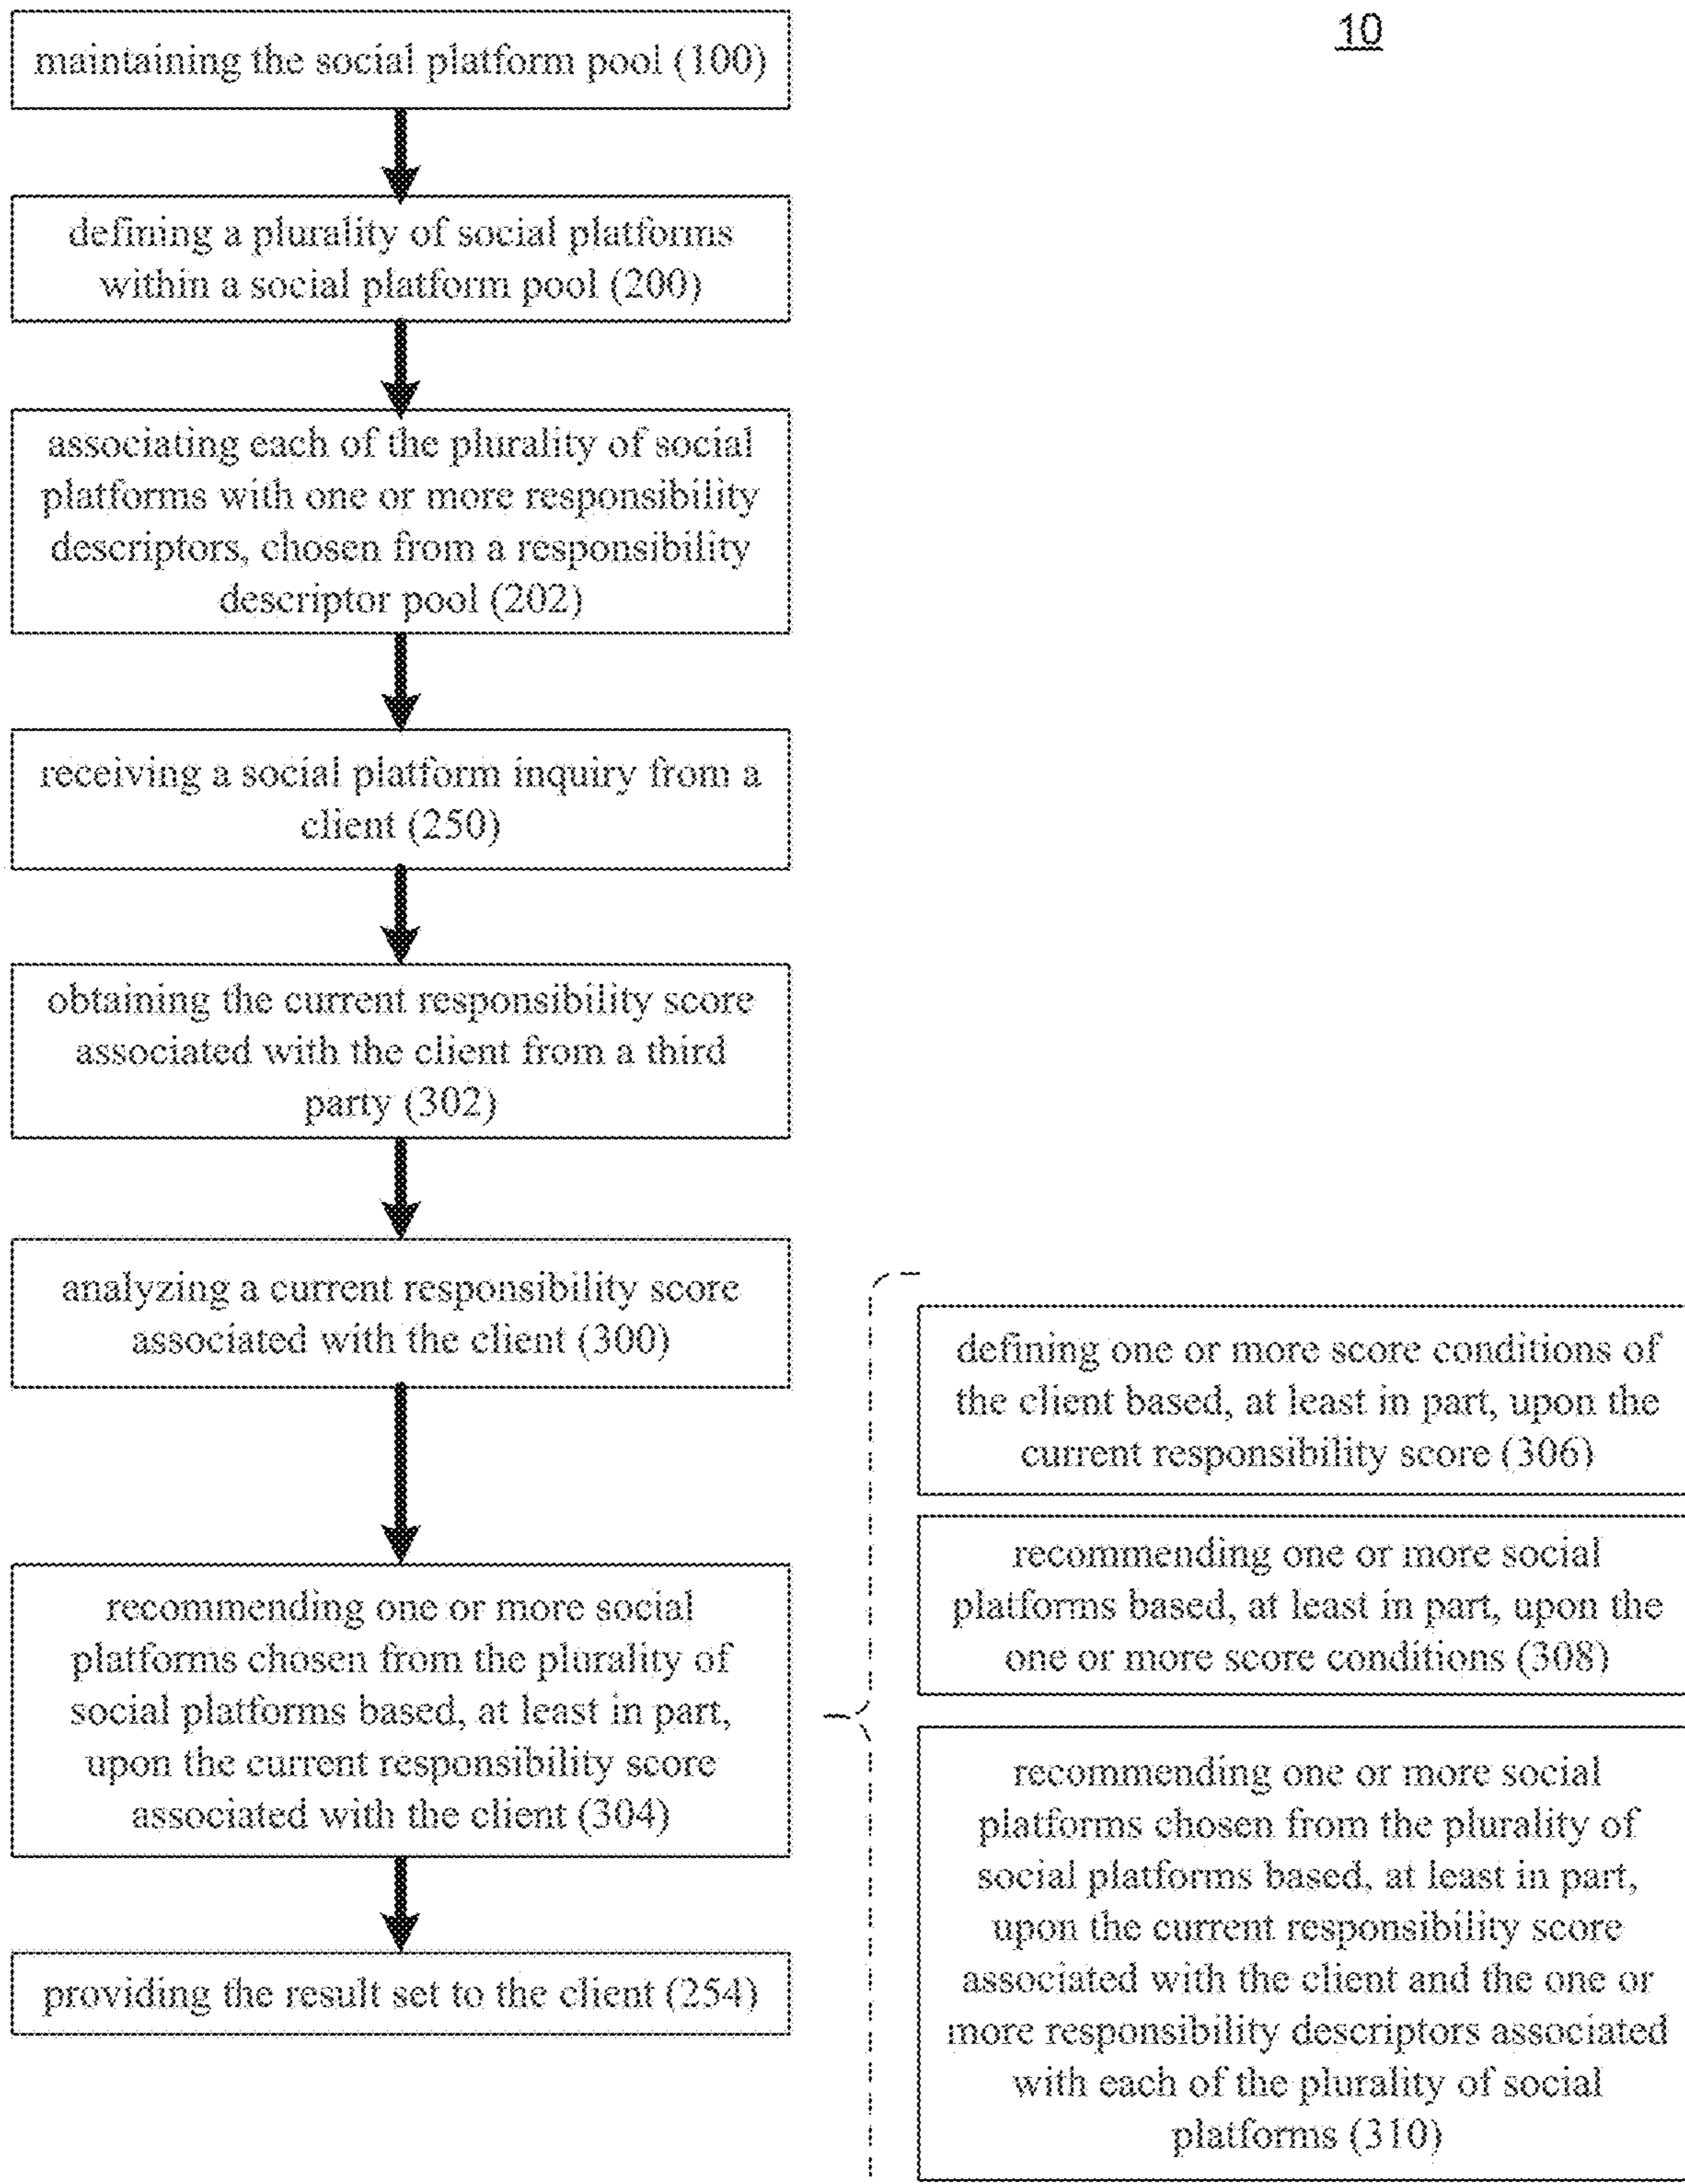 10
maintaining the social platform pool (100)
defining a plurality of social platforms
within a social platform pool (200)
associating each of the plurality of social
platforms with one or more responsibility
descriptors, chosen from a responsibility
descriptor pool (202)
receiving a social platform inquiry from a
client (250)
obtaining the current responsibility score
associated with the client from a third
party (302)
analyzing a current responsibility score
associated with the client (300)
recommending one or more social
platforms chosen from the plurality of
social platforms based, at least in part,
upon the current responsibility score
associated with the client (304)
providing the result set to the client (254)
defining one or more score conditions of
the client based, at least in part, upon the
current responsibility score (306)
recommending one or more social
platforms based, at least in part, upon the
one or more score conditions (308)
recommending one or more social
platforms chosen from the plurality of
social platforms based, at least in part,
upon the current responsibility score
associated with the client and the one or
more responsibility descriptors associated
with each of the plurality of social
platforms (310)